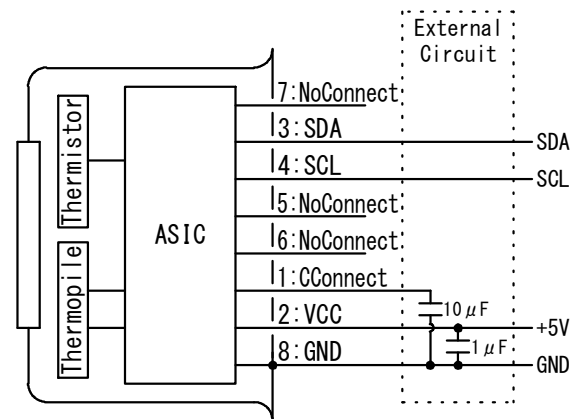 External
Circuit
7:NoConnect
3:SDA
SDA
4:SCL
SCL
5:NoConnect
6:NoConnect
1:CConnect
10μF
2:VCC
+5V
1μF
8:GND
GND
Thermistor
Thermopile
ASIC